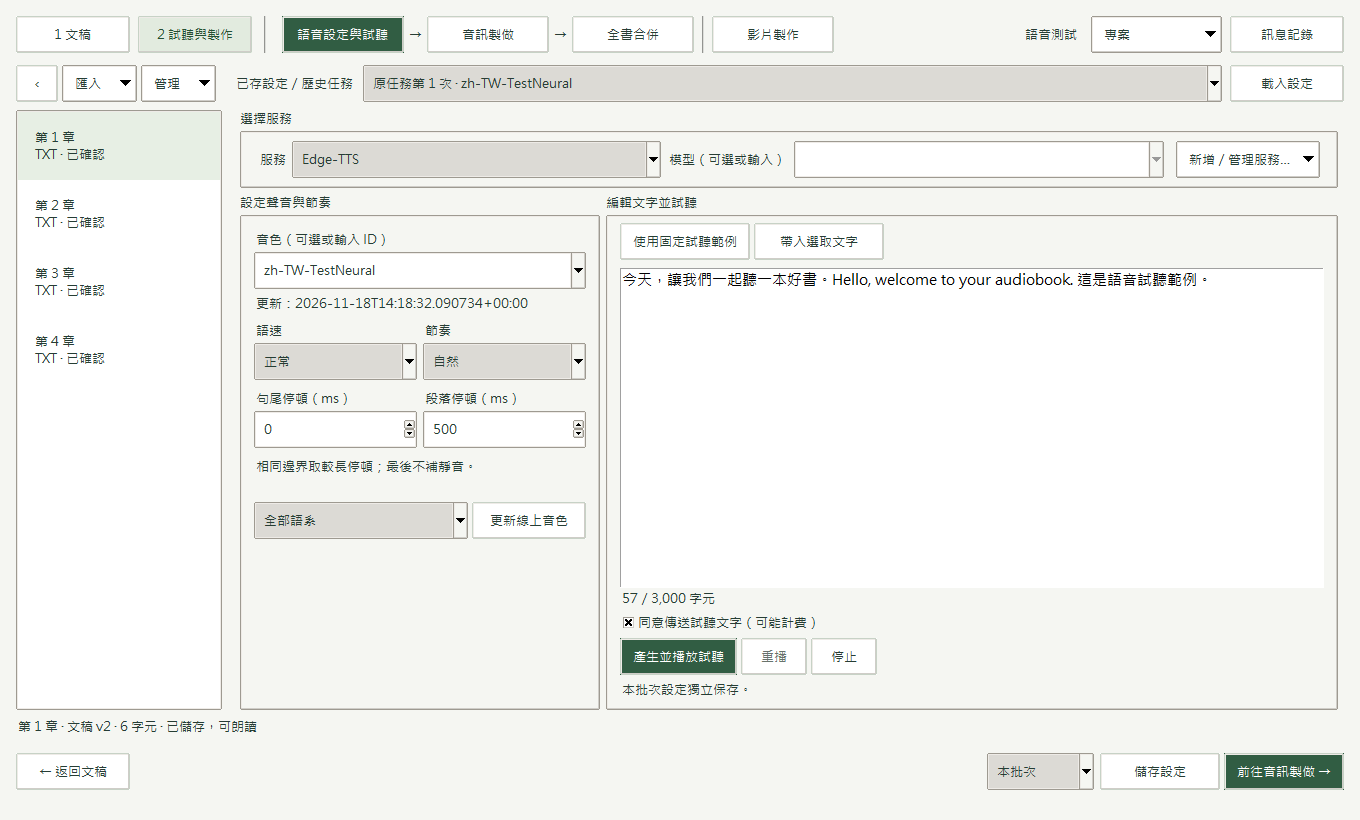 1 文稿
2 試聽與製作
語音設定與試聽
→
音訊製做
→
全書合併
影片製作
語音測試
專案
訊息記錄
‹
匯入
管理
已存設定 / 歷史任務
原任務第 1 次 · zh-TW-TestNeural
載入設定
第 1 章
TXT · 已確認
第 2 章
TXT · 已確認
第 3 章
TXT · 已確認
第 4 章
TXT · 已確認
選擇服務
服務
Edge-TTS
模型（可選或輸入）
新增 / 管理服務...
設定聲音與節奏
音色（可選或輸入 ID）
zh-TW-TestNeural
更新：2026-11-18T14:18:32.090734+00:00
語速
節奏
正常
自然
句尾停頓（ms）
段落停頓（ms）
0
500
相同邊界取較長停頓；最後不補靜音。
全部語系
更新線上音色
編輯文字並試聽
使用固定試聽範例
帶入選取文字
今天，讓我們一起聽一本好書。Hello, welcome to your audiobook. 這是語音試聽範例。
57 / 3,000 字元
同意傳送試聽文字（可能計費）
產生並播放試聽
重播
停止
本批次設定獨立保存。
第 1 章 · 文稿 v2 · 6 字元 · 已儲存，可朗讀
← 返回文稿
本批次
儲存設定
前往音訊製做 →